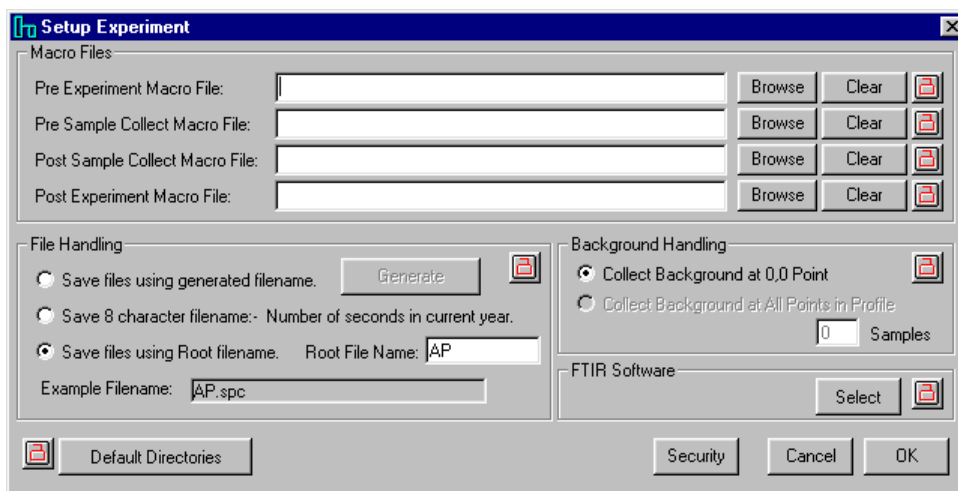 Setup Experiment
Macro Files
Pre Experiment Macro File: Browse Clear
Pre Sample Collect Macro File: Browse Clear
Post Sample Collect Macro File: Browse Clear
Post Experiment Macro File: Browse Clear
File Handling
Save files using generated filename. Generate
Save 8 character filename:- Number of seconds in current year.
Save files using Root filename. Root File Name: AP
Example Filename: AP.spc
Background Handling
Collect Background at 0,0 Point
Collect Background at All Points in Profile
0 Samples
FTIR Software
Select
Default Directories Security Cancel OK